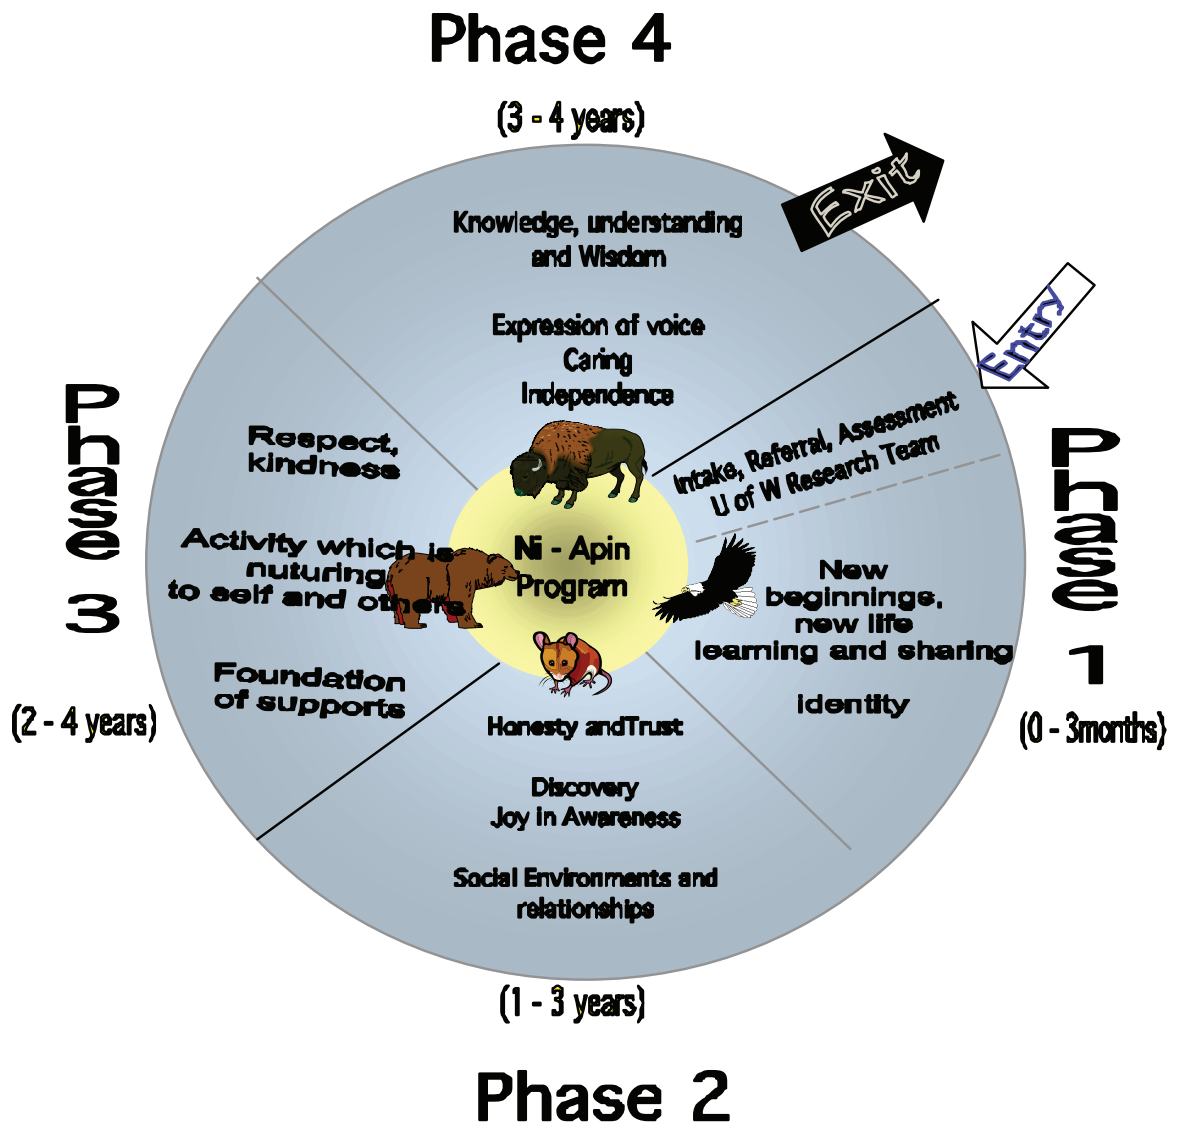 Phase 4
(3 - 4 years)
Exit
Knowledge, understanding
and Wisdom
Expression of voice
Caring
Independence
Entry
Intake, Referral, Assessment
U of W Research Team
Phase 1
(0 - 3months)
New
beginnings,
new life
learning and sharing
identity
Ni - Apin
Program
Phase 3
(2 - 4 years)
Respect,
kindness
Activity which is
nuturing
to self and others
Foundation
of supports
Honesty andTrust
Discovery
Joy in Awareness
Social Environments and
relationships
(1 - 3 years)
Phase 2